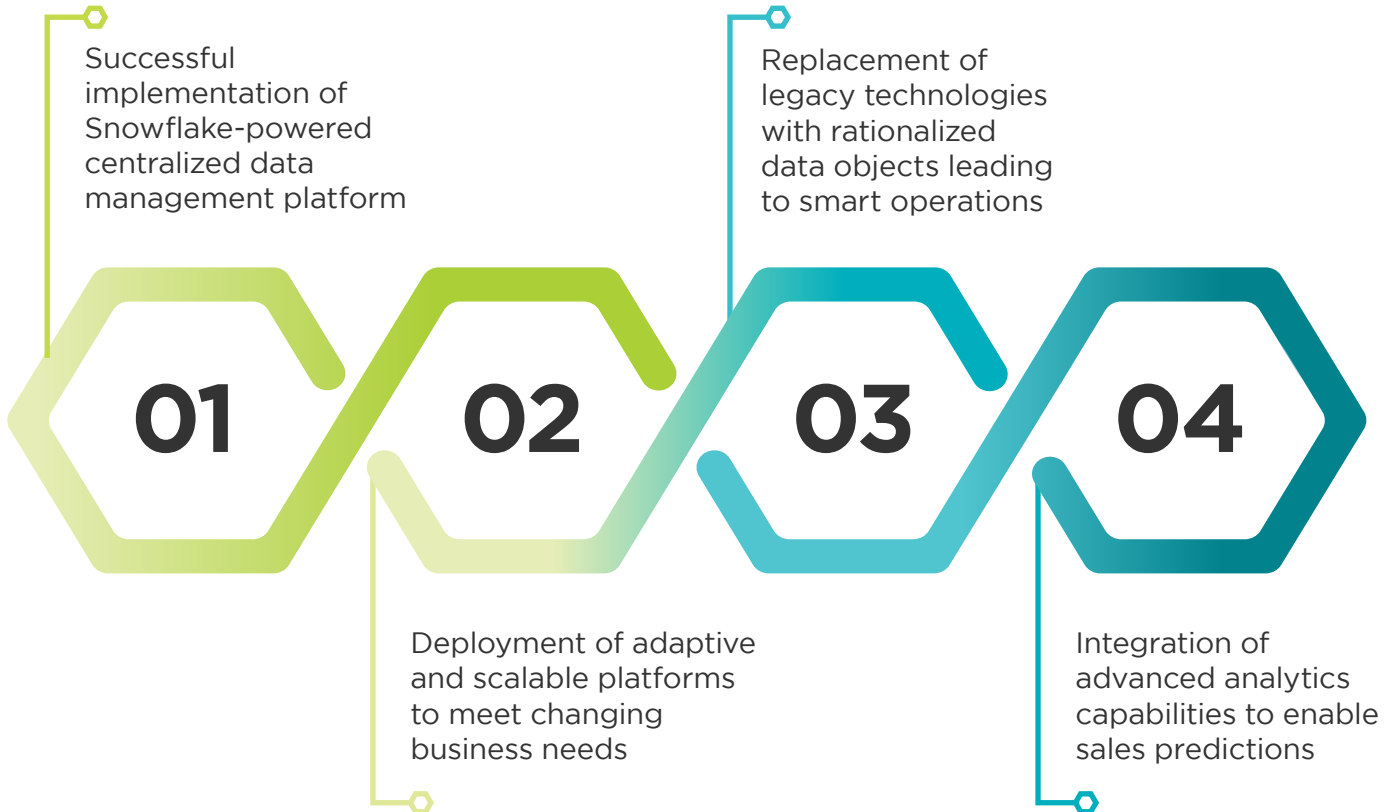 Successful
implementation of
Snowflake-powered
centralized data
management platform
Replacement of
legacy technologies
with rationalized
data objects leading
to smart operations
01
02
03
04
Deployment of adaptive
and scalable platforms
to meet changing
business needs
Integration of
advanced analytics
capabilities to enable
sales predictions